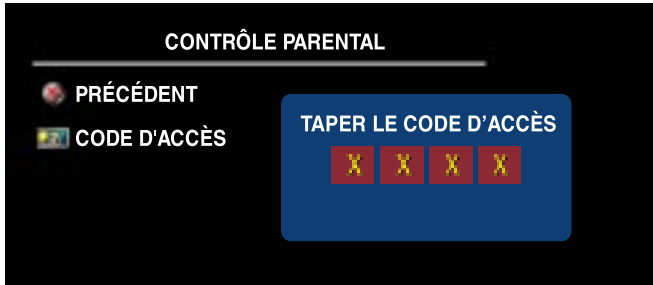 CONTRÔLE PARENTAL
PRÉCÉDENT
CODE D'ACCÈS
TAPER LE CODE D’ACCÈS
X X X X